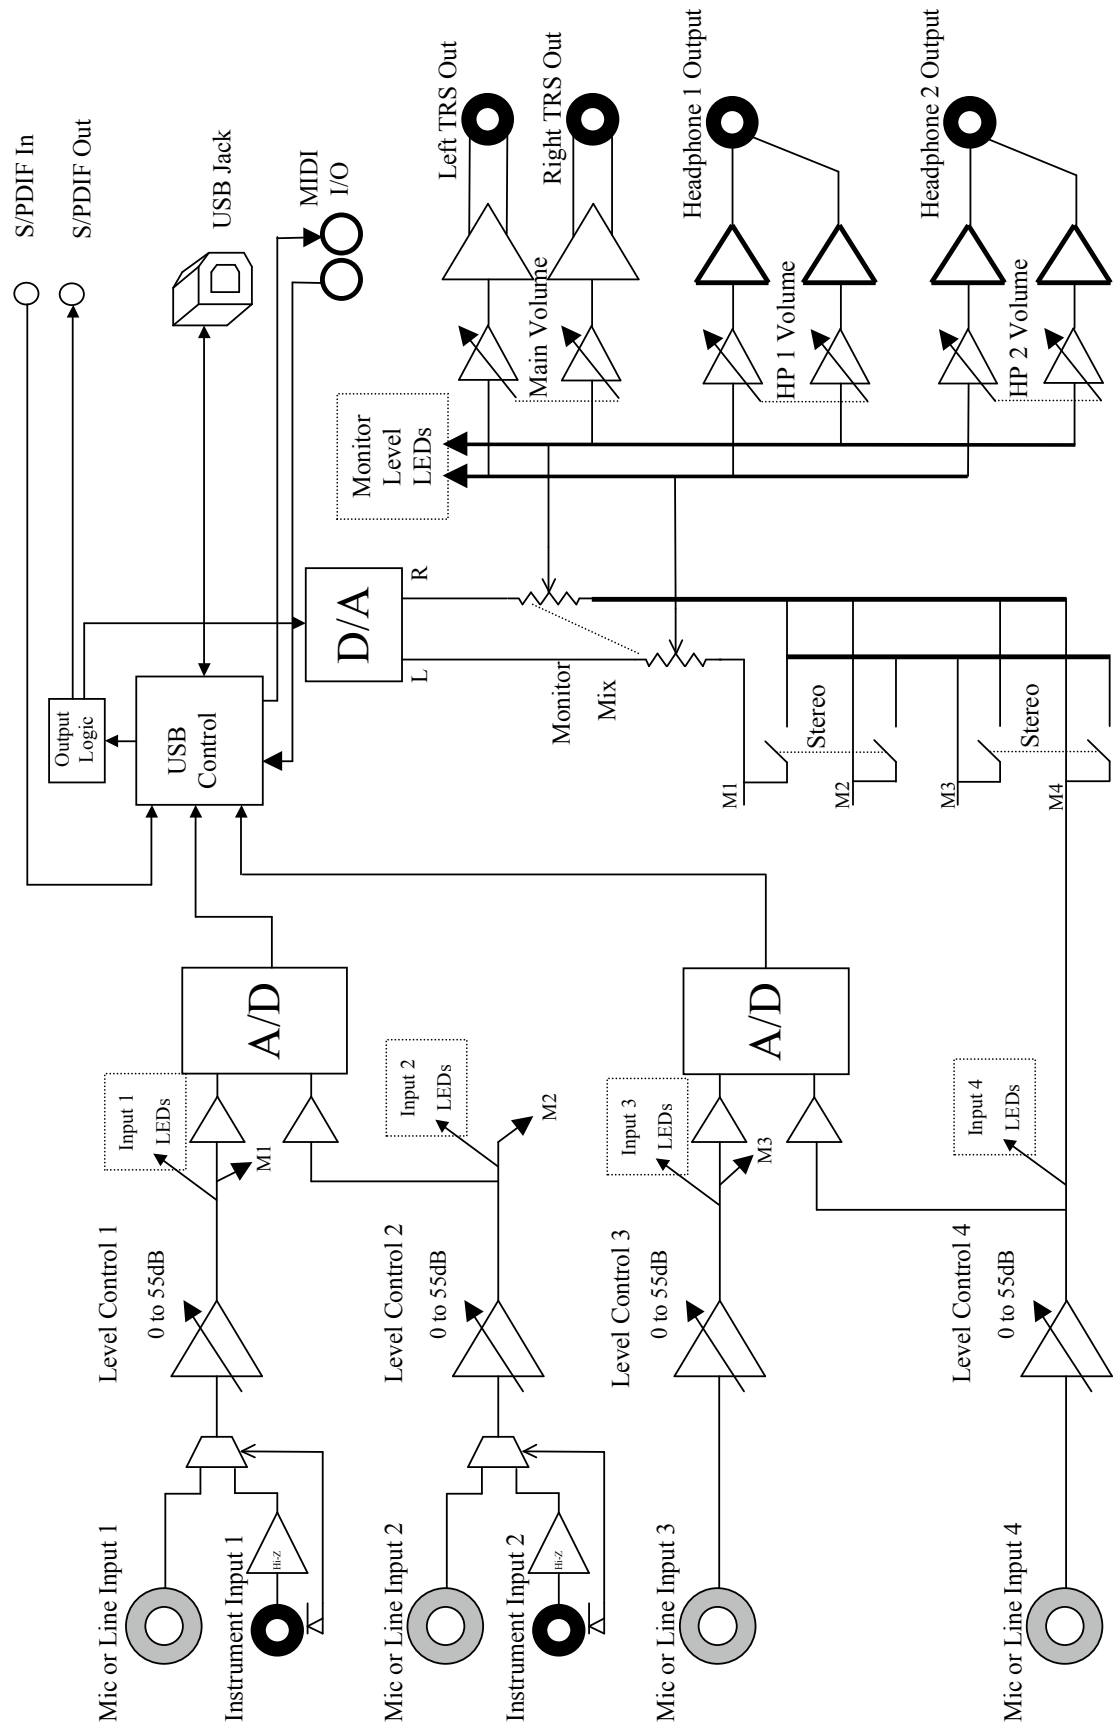 Mic or Line Input 1
Instrument Input 1
Hi-Z
Level Control 1
0 to 55dB
Input 1
LEDs
M1
A/D
Mic or Line Input 2
Instrument Input 2
Hi-Z
Level Control 2
0 to 55dB
Input 2
LEDs
M2
Mic or Line Input 3
Level Control 3
0 to 55dB
Input 3
LEDs
M3
A/D
Mic or Line Input 4
Level Control 4
0 to 55dB
Input 4
LEDs
S/PDIF In
S/PDIF Out
Output
Logic
USB
Control
USB Jack
MIDI
I/O
D/A
L
R
Monitor
Mix
M1
Stereo
M2
M3
Stereo
M4
Monitor
Level
LEDs
Left TRS Out
Main Volume
Right TRS Out
Headphone 1 Output
HP 1 Volume
Headphone 2 Output
HP 2 Volume